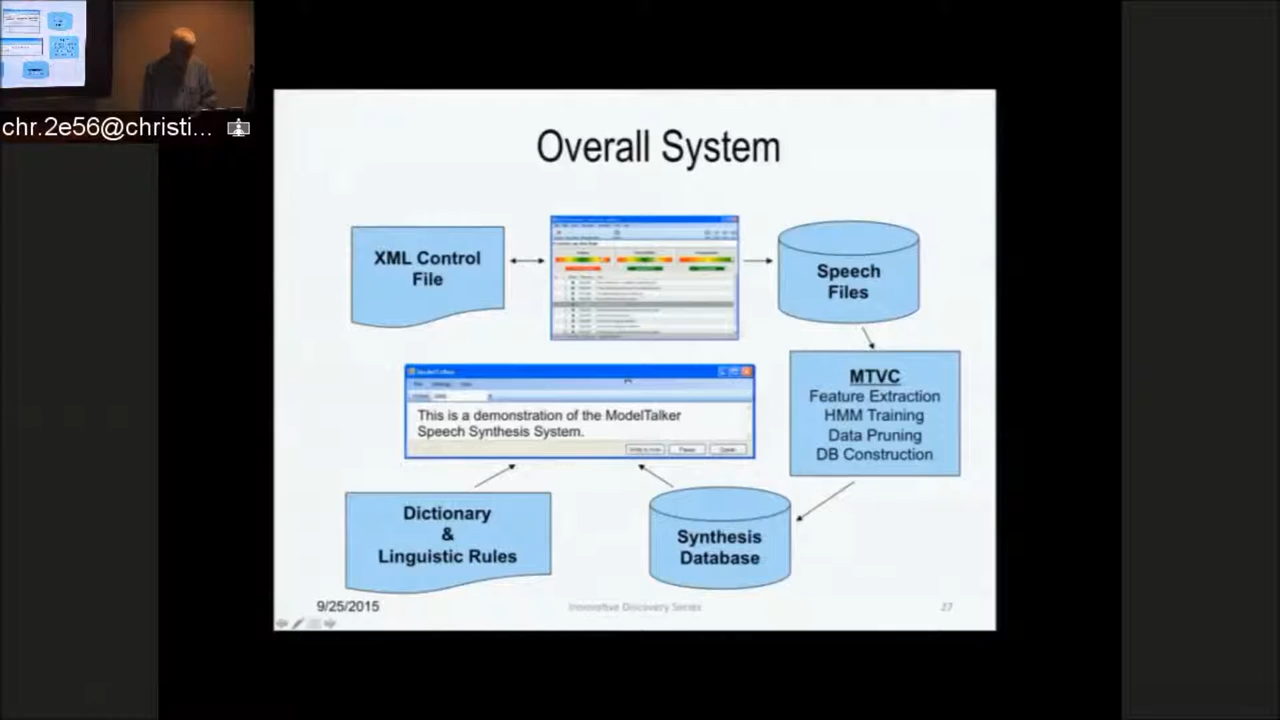 chr.2e56@christi...
Overall System
XML Control
File
Speech
Files
MTVC
Feature Extraction
HMM Training
Data Pruning
DB Construction
ModelTalker
This is a demonstration of the ModelTalker
Speech Synthesis System.
Dictionary
&
Linguistic Rules
Synthesis
Database
9/25/2015
Innovative Discovery Series
27